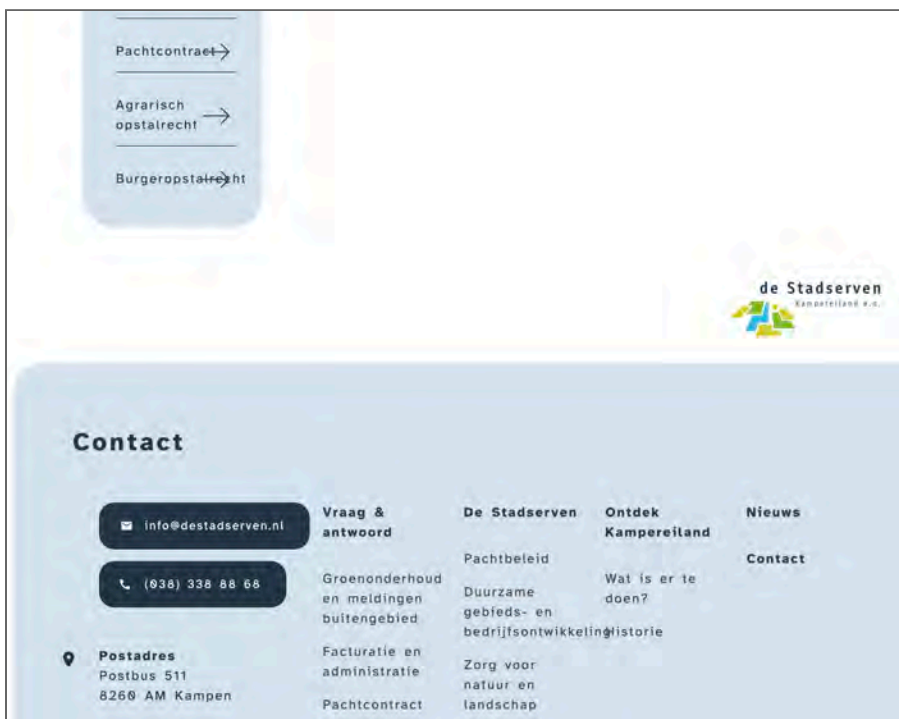 Pachtcontract
Agrarisch
opstalrecht
Burgeropstalrecht
de Stadserven
Kampereiland e.o.
Contact
info@destadserven.nl
(038) 338 88 68
Postadres
Postbus 511
8260 AM Kampen
Vraag &
antwoord
Groenonderhoud
en meldingen
buitengebied
Facturatie en
administratie
Pachtcontract
De Stadserven
Pachtbeleid
Duurzame
gebieds- en
bedrijfsontwikkeling
Zorg voor
natuur en
landschap
Ontdek
Kampereiland
Wat is er te
doen?
Historie
Nieuws
Contact